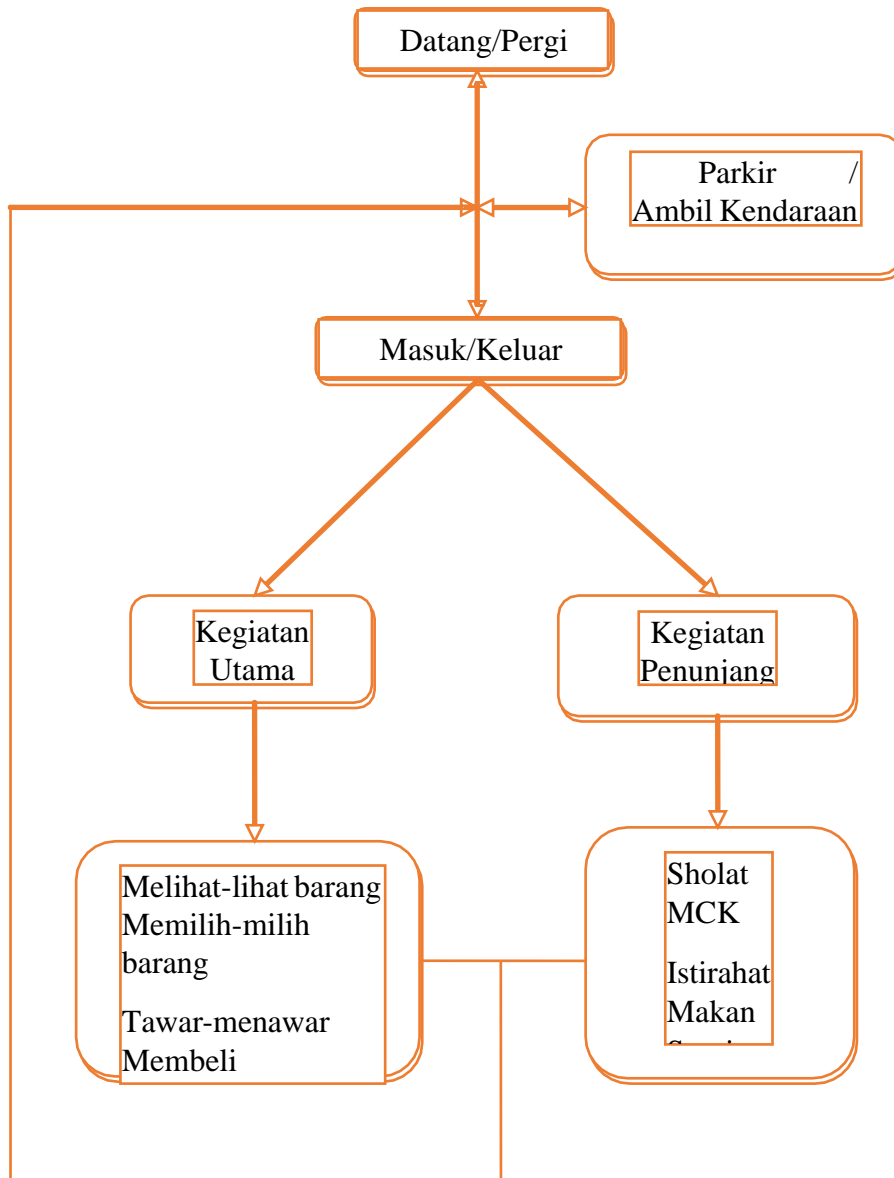 Datang/Pergi
Parkir /
Ambil Kendaraan
Masuk/Keluar
Kegiatan
Utama
Kegiatan
Penunjang
Melihat-lihat barang
Memilih-milih
barang
Tawar-menawar
Membeli
Sholat
MCK
Istirahat
Makan